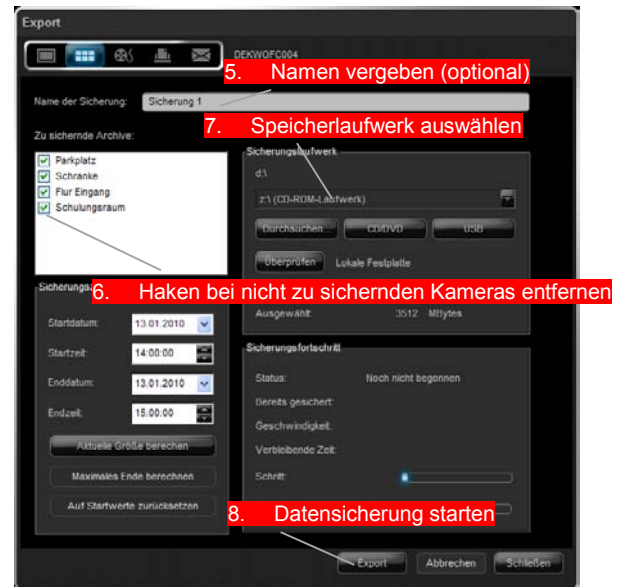 Export
DEKWOFC004
5. Namen vergeben (optional)
Name der Sicherung: Sicherung 1
7. Speicherlaufwerk auswählen
Zu sichernde Archive:
Parkplatz
Schranke
Flur Eingang
Schulungsraum
Sicherungslaufwerk
d:\
z:\ (CD-ROM-Laufwerk)
Durchsuchen... CD/DVD USB
Überprüfen Lokale Festplatte
6. Haken bei nicht zu sichernden Kameras entfernen
Ausgewählt: 3512 MBytes
Startdatum: 13.01.2010
Startzeit: 14:00:00
Enddatum: 13.01.2010
Endzeit: 15:00:00
Aktuelle Größe berechen
Maximales Ende berechnen
Auf Startwerte zurücksetzen
Sicherungsfortschritt
Status: Noch nicht begonnen
Bereits gesichert:
Geschwindigkeit:
Verbleibende Zeit:
Schritt:
8. Datensicherung starten
Export Abbrechen Schließen